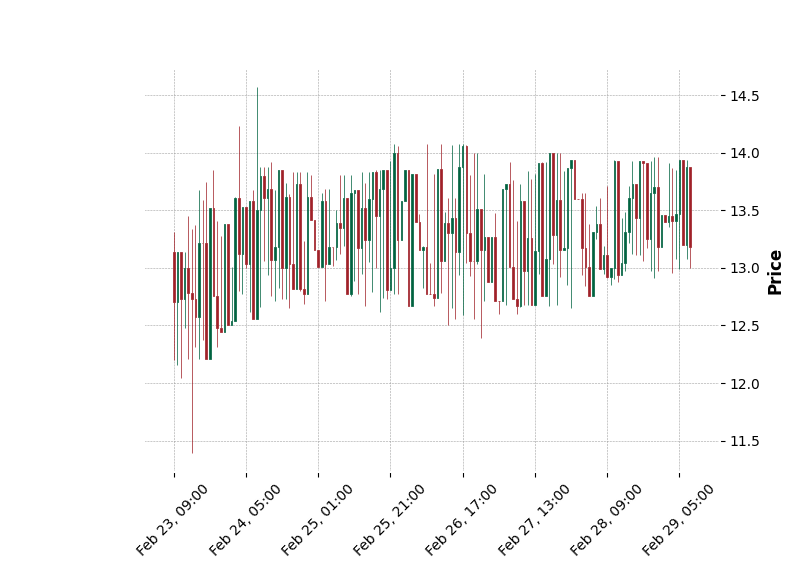 14.5
14.0
13.5
13.0
12.5
12.0
11.5
Price
Feb 23, 09:00
Feb 24, 05:00
Feb 25, 01:00
Feb 25, 21:00
Feb 26, 17:00
Feb 27, 13:00
Feb 28, 09:00
Feb 29, 05:00